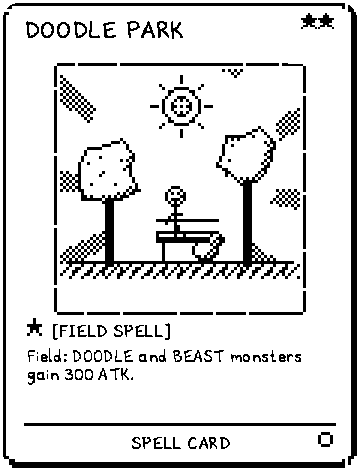 DOODLE PARK
[FIELD SPELL]
Field: DOODLE and BEAST monsters
gain 300 ATK.
SPELL CARD